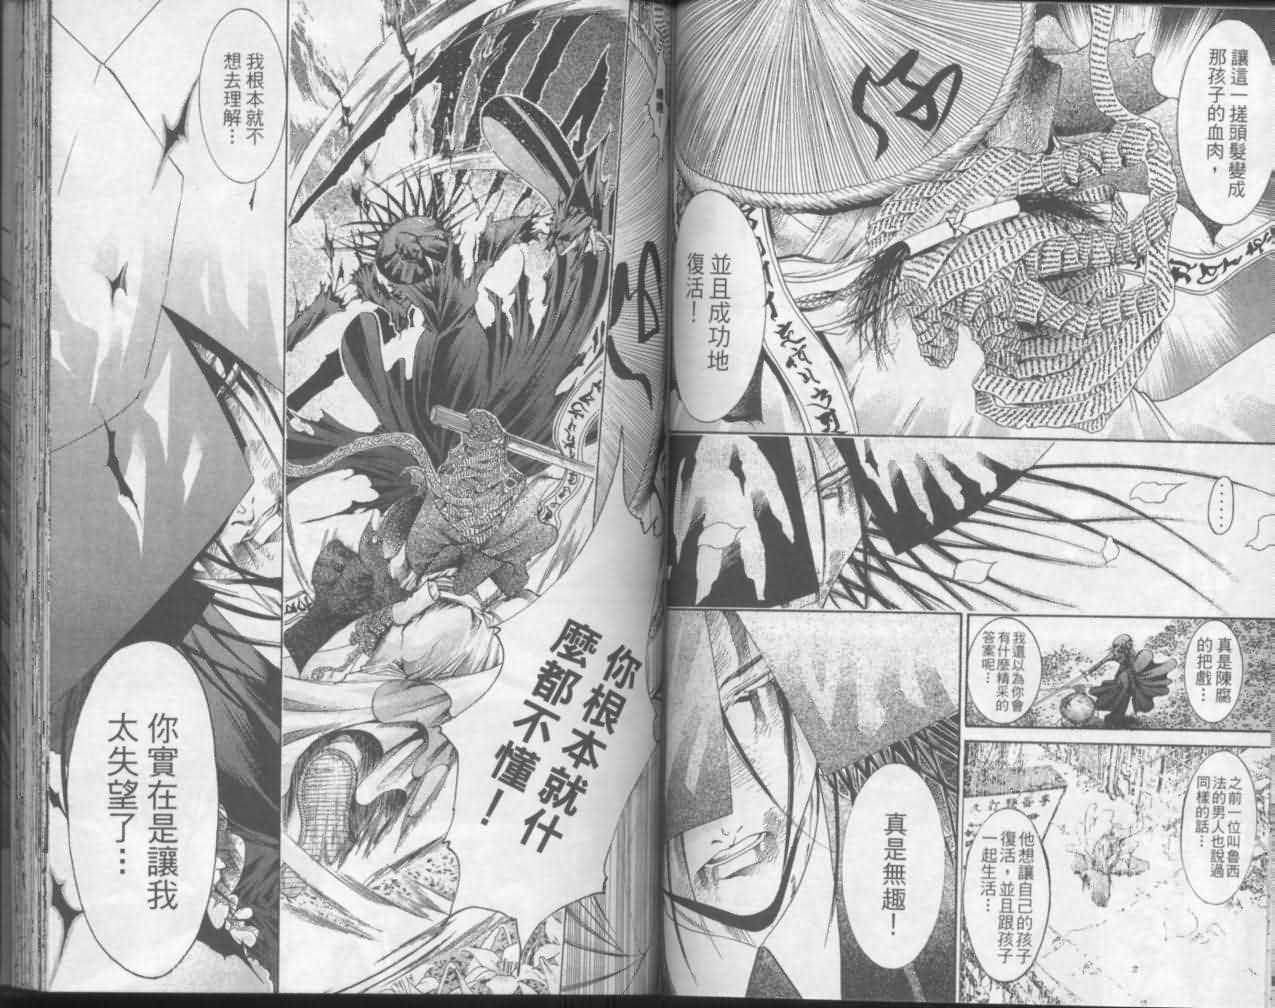 讓這一搓頭髮變成
那孩子的血肉，
並且成功地
復活！
……
真是陳腐
的把戲…
我還以為你會
有什麼精采的
答案呢…
之前一位叫魯西
法的男人也說過
同樣的話…
他想讓自己的孩子
復活，並且跟孩子
一起生活…
真是無趣！
你根本就什
麼都不懂！
我根本就不
想去理解…
你實在是讓我
太失望了…